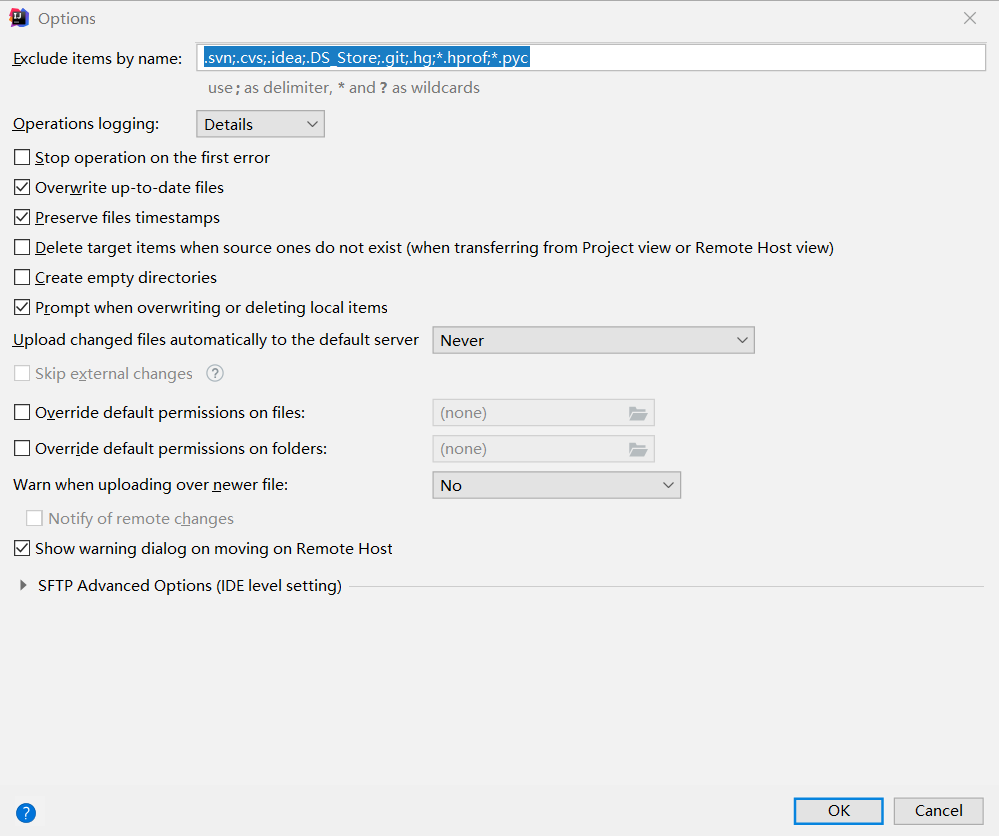 Options
Exclude items by name: .svn;.cvs;.idea;.DS_Store;.git;.hg;*.hprof;*.pyc
use ; as delimiter, * and ? as wildcards
Operations logging: Details
Stop operation on the first error
Overwrite up-to-date files
Preserve files timestamps
Delete target items when source ones do not exist (when transferring from Project view or Remote Host view)
Create empty directories
Prompt when overwriting or deleting local items
Upload changed files automatically to the default server Never
Skip external changes ?
Override default permissions on files: (none)
Override default permissions on folders: (none)
Warn when uploading over newer file: No
Notify of remote changes
Show warning dialog on moving on Remote Host
SFTP Advanced Options (IDE level setting)
? OK Cancel